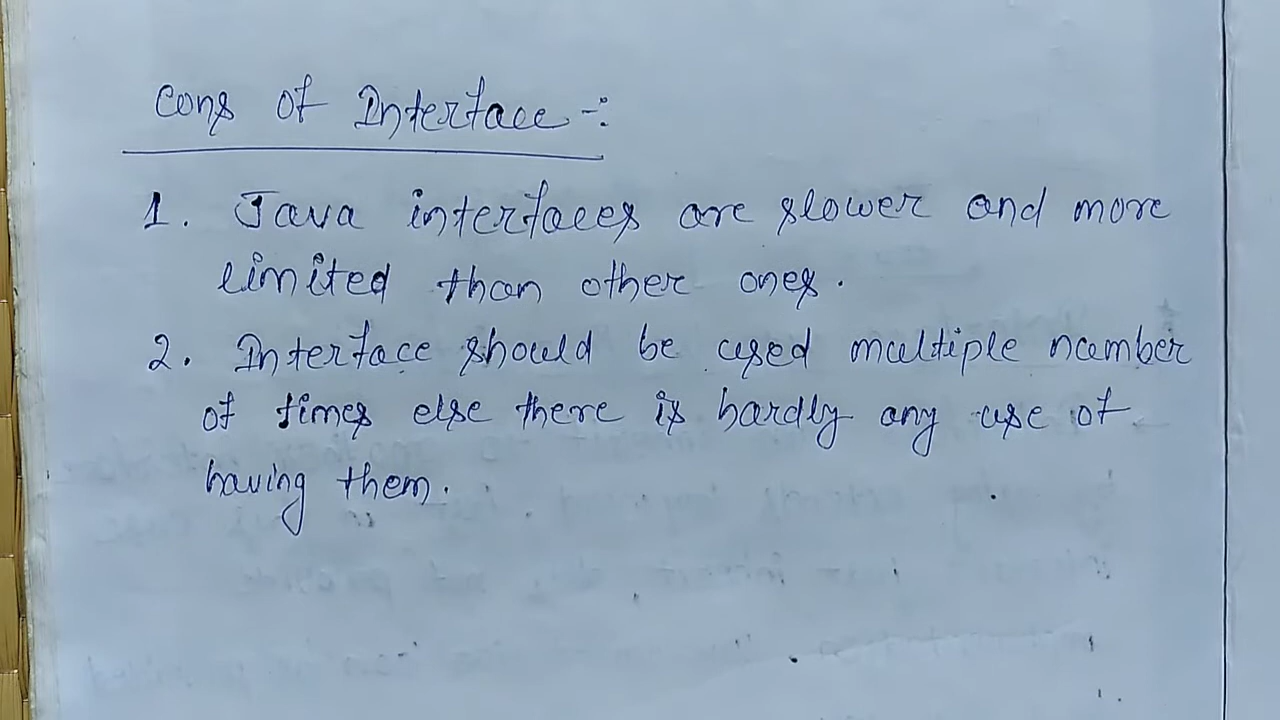 Cons of Interface -:
1. Java interfaces are slower and more
limited than other ones.
2. Interface should be used multiple number
of times else there is hardly any use of
having them.